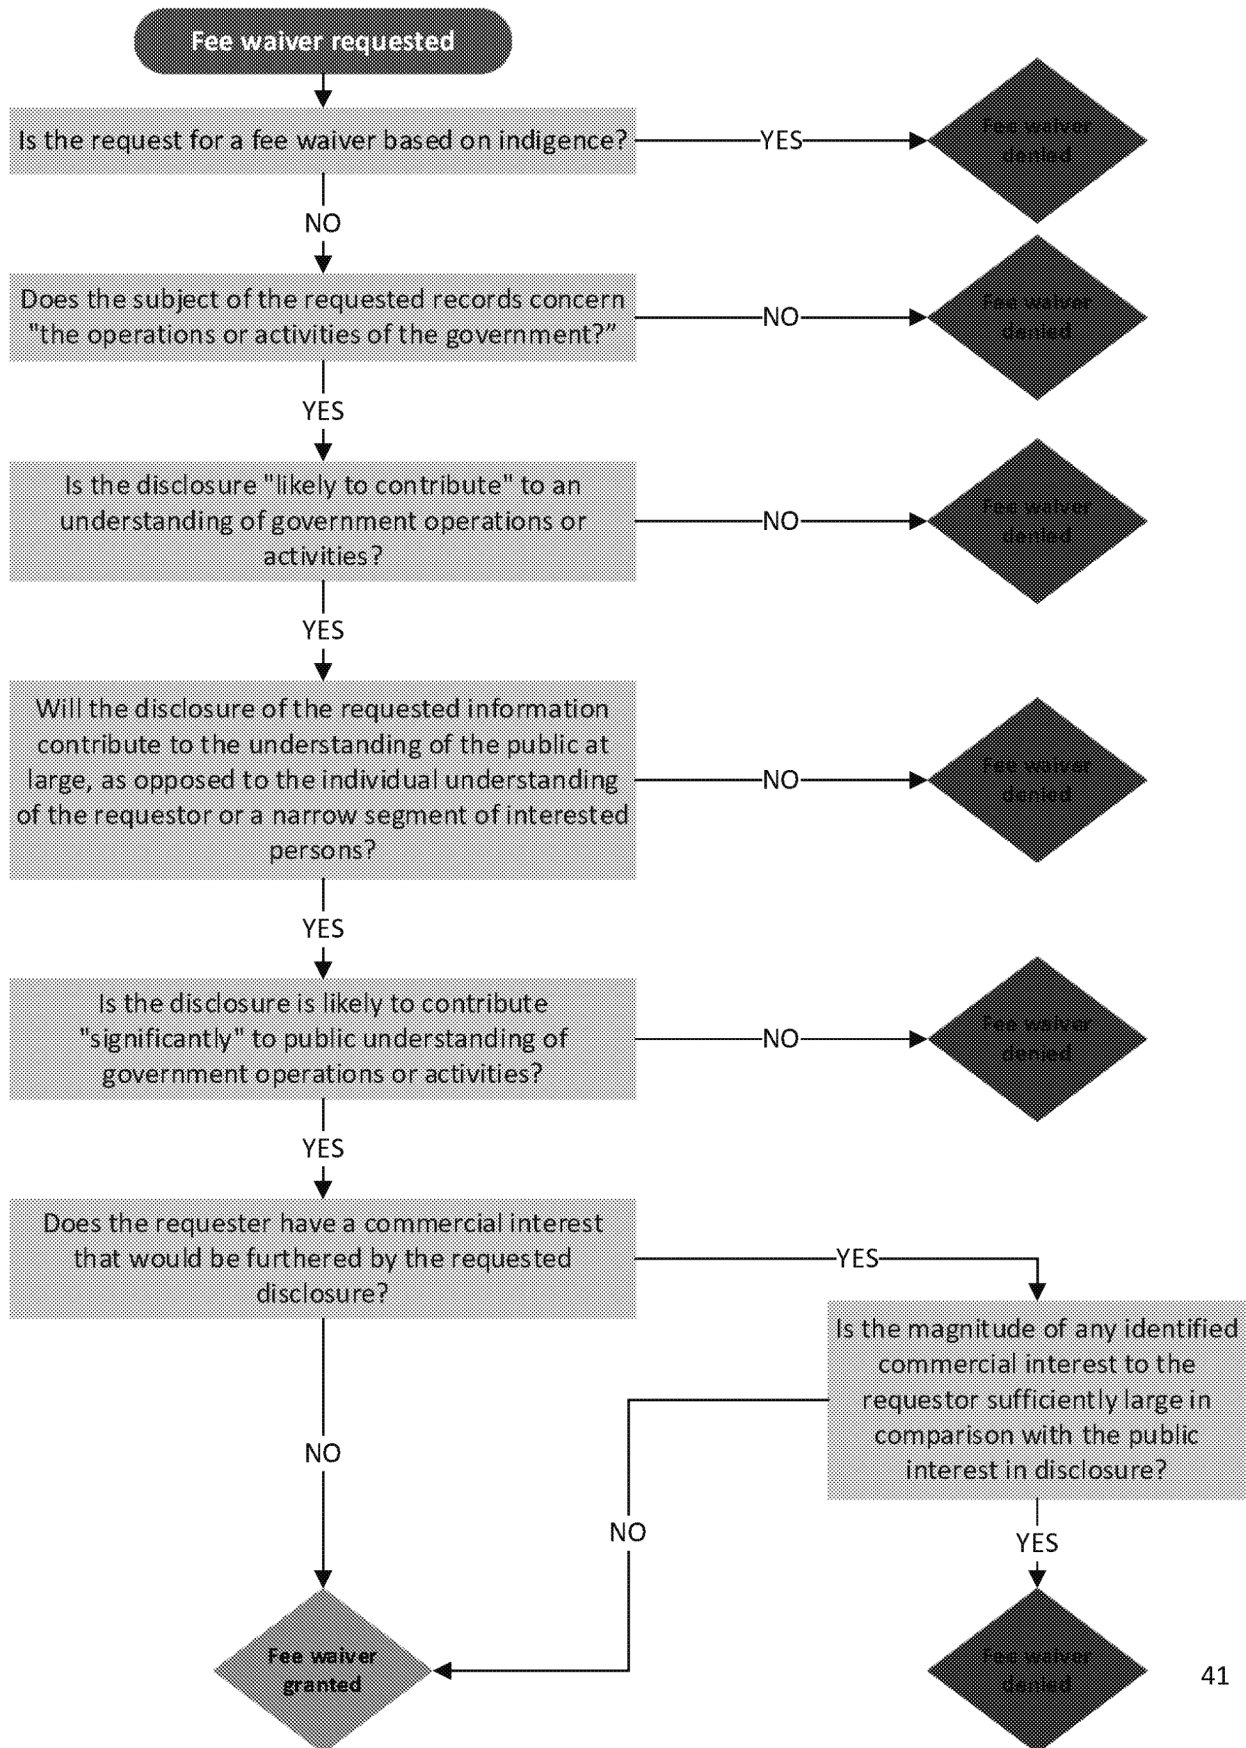 Fee waiver requested
Is the request for a fee waiver based on indigence?
YES
Fee waiver
denied
NO
Does the subject of the requested records concern
"the operations or activities of the government?”
NO
Fee waiver
denied
YES
Is the disclosure "likely to contribute" to an
understanding of government operations or
activities?
NO
Fee waiver
denied
YES
Will the disclosure of the requested information
contribute to the understanding of the public at
large, as opposed to the individual understanding
of the requestor or a narrow segment of interested
persons?
NO
Fee waiver
denied
YES
Is the disclosure is likely to contribute
"significantly" to public understanding of
government operations or activities?
NO
Fee waiver
denied
YES
Does the requester have a commercial interest
that would be furthered by the requested
disclosure?
YES
Is the magnitude of any identified
commercial interest to the
requestor sufficiently large in
comparison with the public
interest in disclosure?
NO
NO
YES
Fee waiver
granted
Fee waiver
denied
41